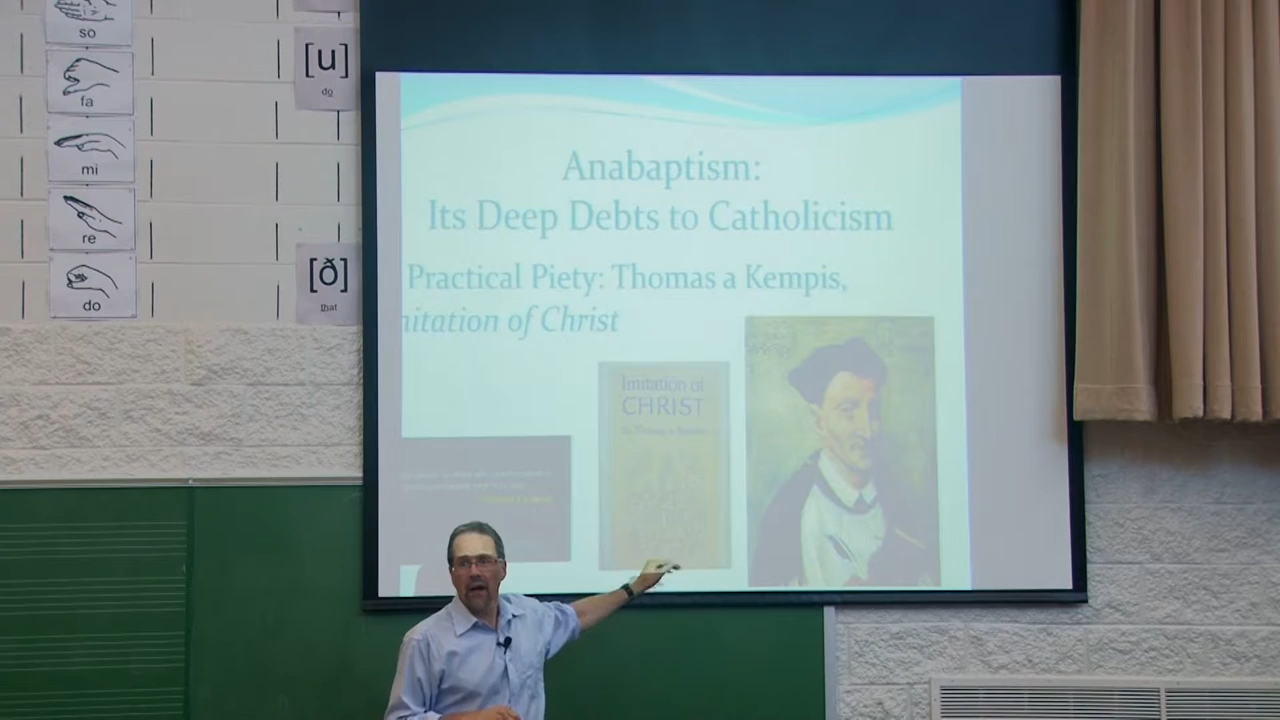 so
fa
mi
re
do
[u]
do
[ð]
that
Anabaptism:
Its Deep Debts to Catholicism
Practical Piety: Thomas a Kempis,
nitation of Christ
Imitation of
CHRIST